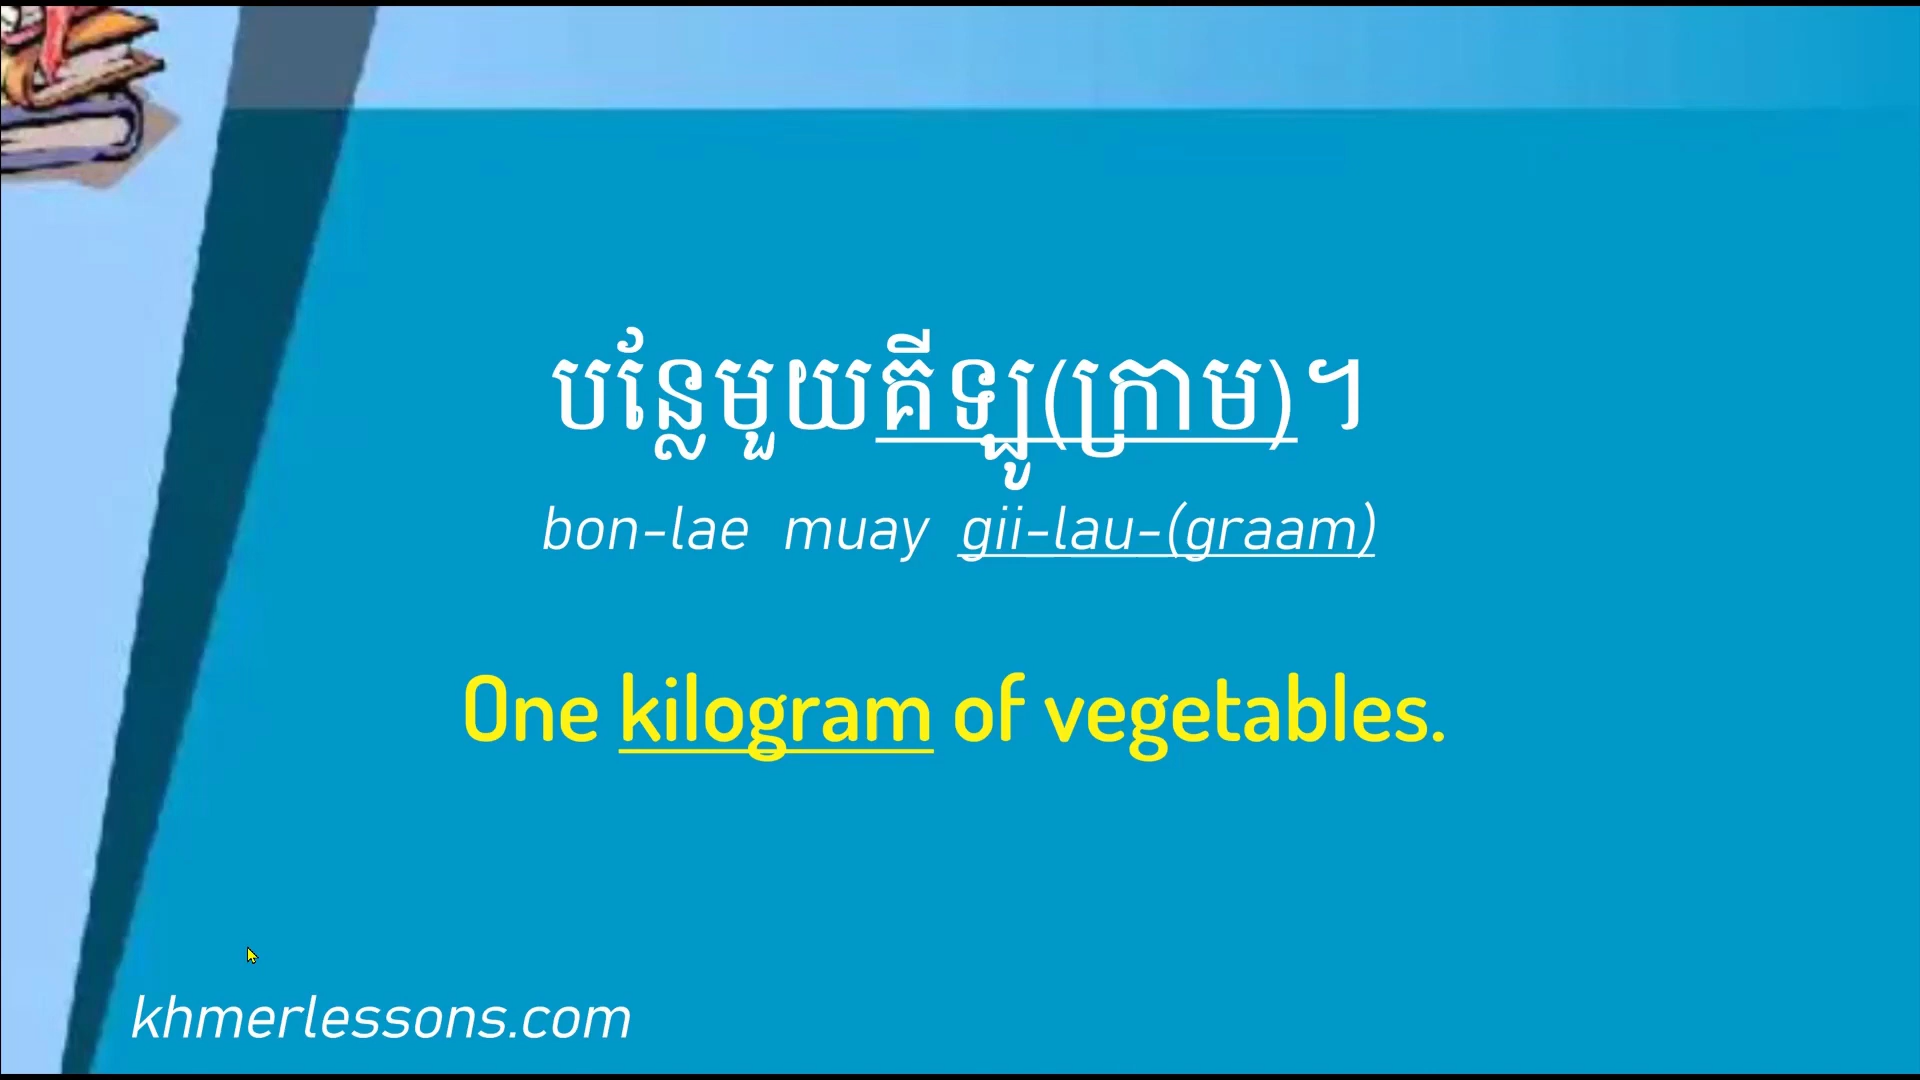 បន្លែមួយគីឡូ(ក្រាម)។
bon-lae muay gii-lau-(graam)
One kilogram of vegetables.
khmerlessons.com